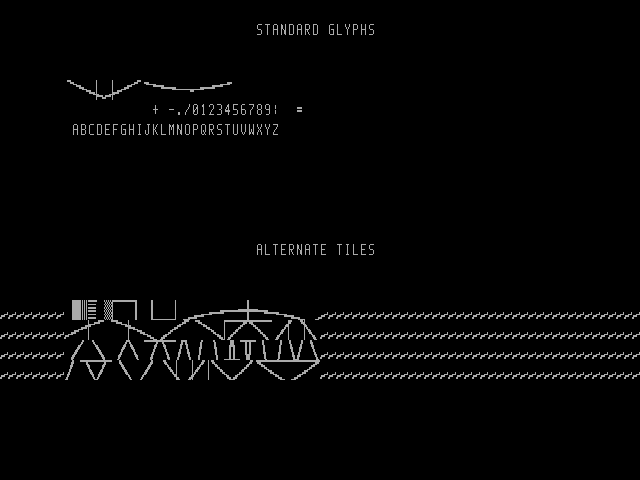 STANDARD GLYPHS
+ -./0123456789: =
ABCDEFGHIJKLMNOPQRSTUVWXYZ
ALTERNATE TILES